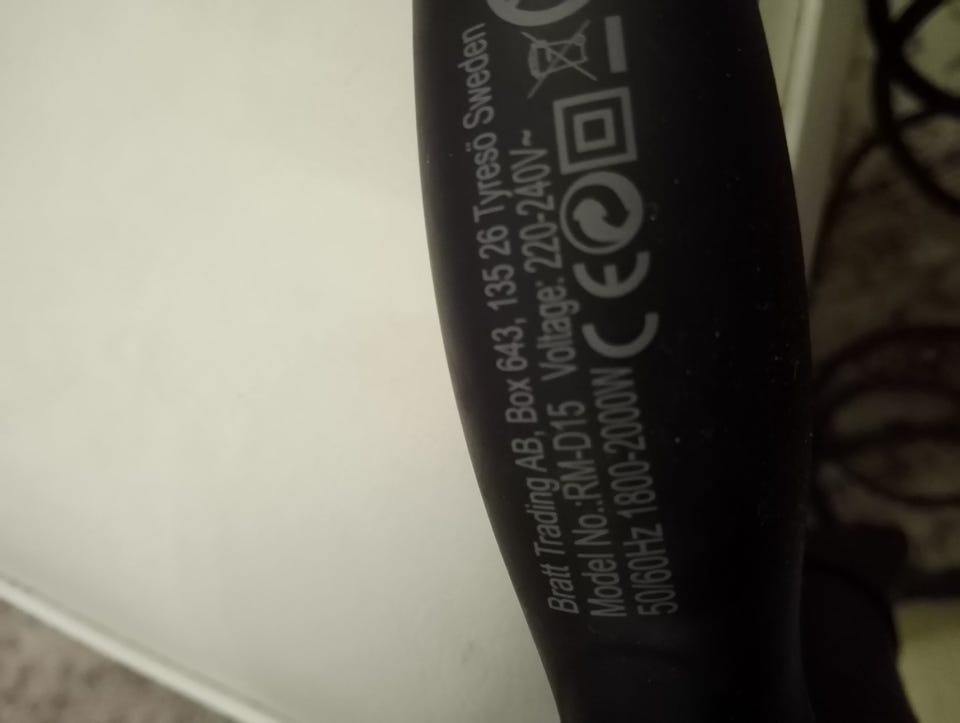 Bratt Trading AB, Box 643, 135 26 Tyresö Sweden
Model No.:RM-D15 Voltage: 220-240V~
50/60Hz 1800-2000W CE